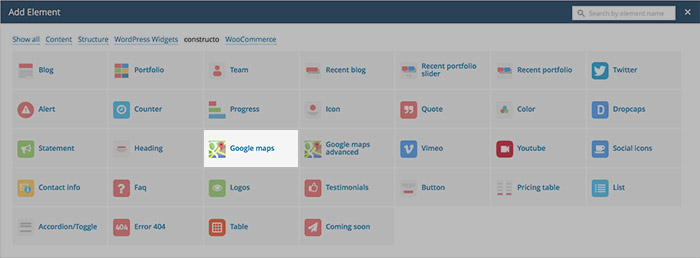 Add Element
Search by element name
Show all Content Structure WordPress Widgets constructo WooCommerce
Blog Portfolio Team Recent blog Recent portfolio slider Recent portfolio Twitter
Alert Counter Progress Icon Quote Color D Dropcaps
Statement Heading Google maps Google maps advanced Vimeo Youtube Social icons
Contact info ? Faq Logos Testimonials Button Pricing table List
Accordion/Toggle 404 Error 404 Table Coming soon